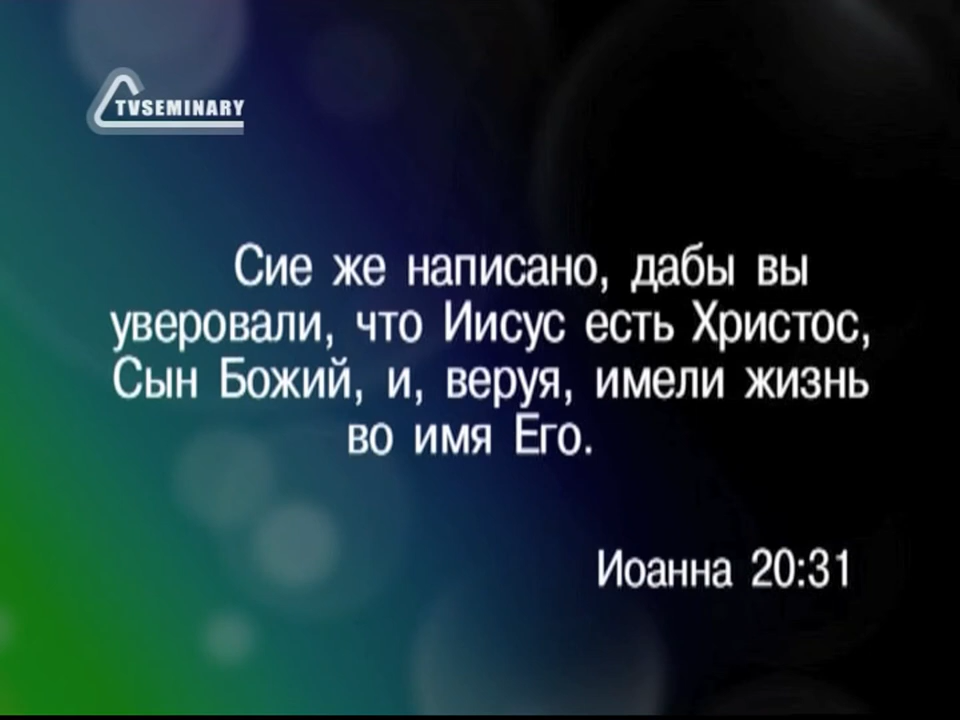 TVSEMINARY
Сие же написано, дабы вы
уверовали, что Иисус есть Христос,
Сын Божий, и, веруя, имели жизнь
во имя Его.
Иоанна 20:31